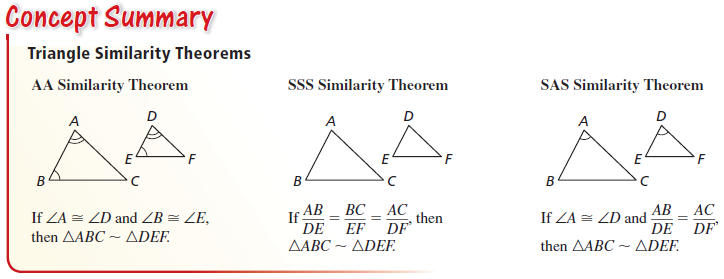 Concept Summary
Triangle Similarity Theorems
AA Similarity Theorem
A
D
E
F
B
C
If ∠A ≅ ∠D and ∠B ≅ ∠E,
then △ABC ~ △DEF.
SSS Similarity Theorem
A
D
E
F
B
C
If AB/DE = BC/EF = AC/DF, then
△ABC ~ △DEF.
SAS Similarity Theorem
A
D
E
F
B
C
If ∠A ≅ ∠D and AB/DE = AC/DF,
then △ABC ~ △DEF.